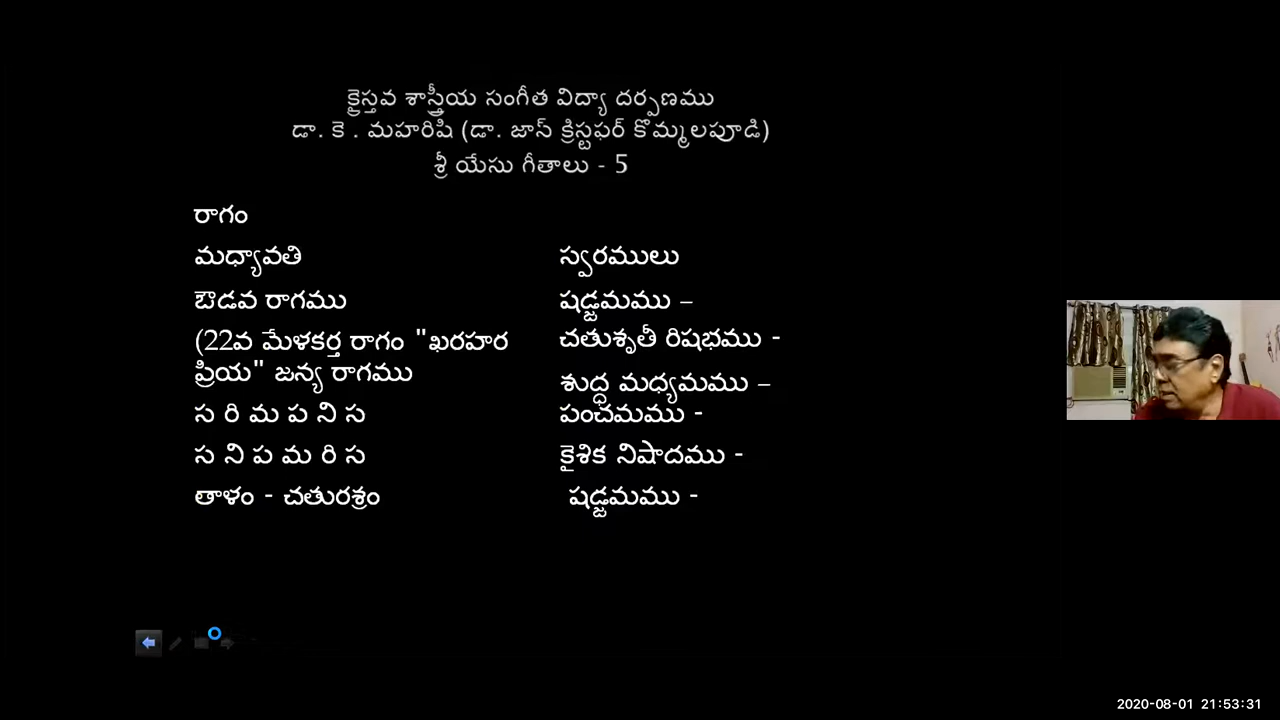 క్రైస్తవ శాస్త్రీయ సంగీత విద్యా దర్పణము
డా. కె . మహరిషి (డా. జాస్ క్రిస్టఫర్ కొమ్మలపూడి)
శ్రీ యేసు గీతాలు - 5
రాగం
మధ్యావతి
ఔడవ రాగము
(22వ మేళకర్త రాగం "ఖరహర
ప్రియ" జన్య రాగము
స రి మ ప ని స
స ని ప మ రి స
తాళం - చతురశ్రం
స్వరములు
షడ్జమము –
చతుశృతీ రిషభము -
శుద్ధ మధ్యమము –
పంచమము -
కైశిక నిషాదము -
షడ్జమము -
2020-08-01 21:53:31